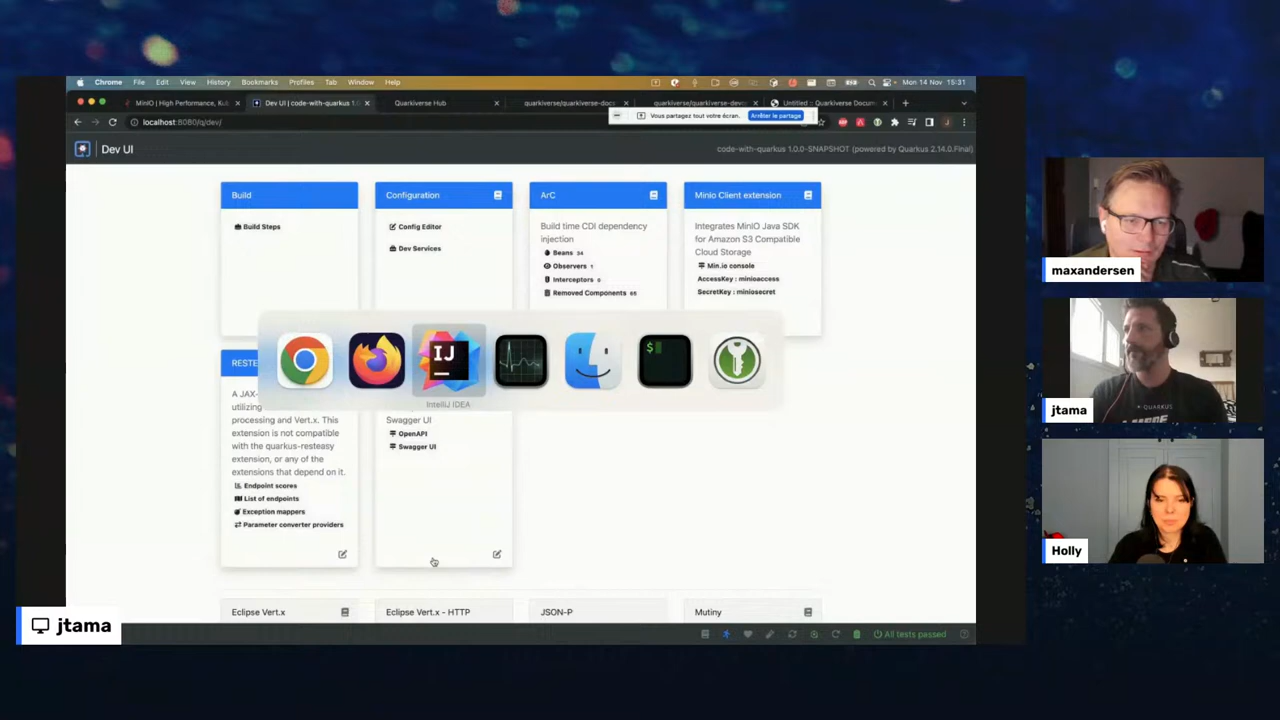 Chrome File Edit View History Bookmarks Profiles Tab Window Help Mon 14 Nov 15:31
MinIO | High Performance, Ku Dev UI | code-with-quarkus 1.0 Quarkiverse Hub quarkiverse/quarkiverse-docs quarkiverse/quarkiverse-devo Untitled :: Quarkiverse Docum
Vous partagez tout votre écran. Arrêter le partage
localhost:8080/q/dev/
Dev UI code-with-quarkus 1.0.0-SNAPSHOT (powered by Quarkus 2.14.0.Final)
Build
Build Steps
Configuration
Config Editor
Dev Services
ArC
Build time CDI dependency
injection
Beans 34
Observers 1
Interceptors 0
Removed Components 65
Minio Client extension
Integrates MinIO Java SDK
for Amazon S3 Compatible
Cloud Storage
Min.io console
AccessKey : minioaccess
SecretKey : miniosecret
IJ
$
IntelliJ IDEA
RESTE
A JAX-
utilizing
processing and Vert.x. This
extension is not compatible
with the quarkus-resteasy
extension, or any of the
extensions that depend on it.
Endpoint scores
List of endpoints
Exception mappers
Parameter converter providers
Swagger UI
OpenAPI
Swagger UI
Eclipse Vert.x
Eclipse Vert.x - HTTP
JSON-P
Mutiny
All tests passed
maxandersen
QUARKUS
jtama
Holly
jtama